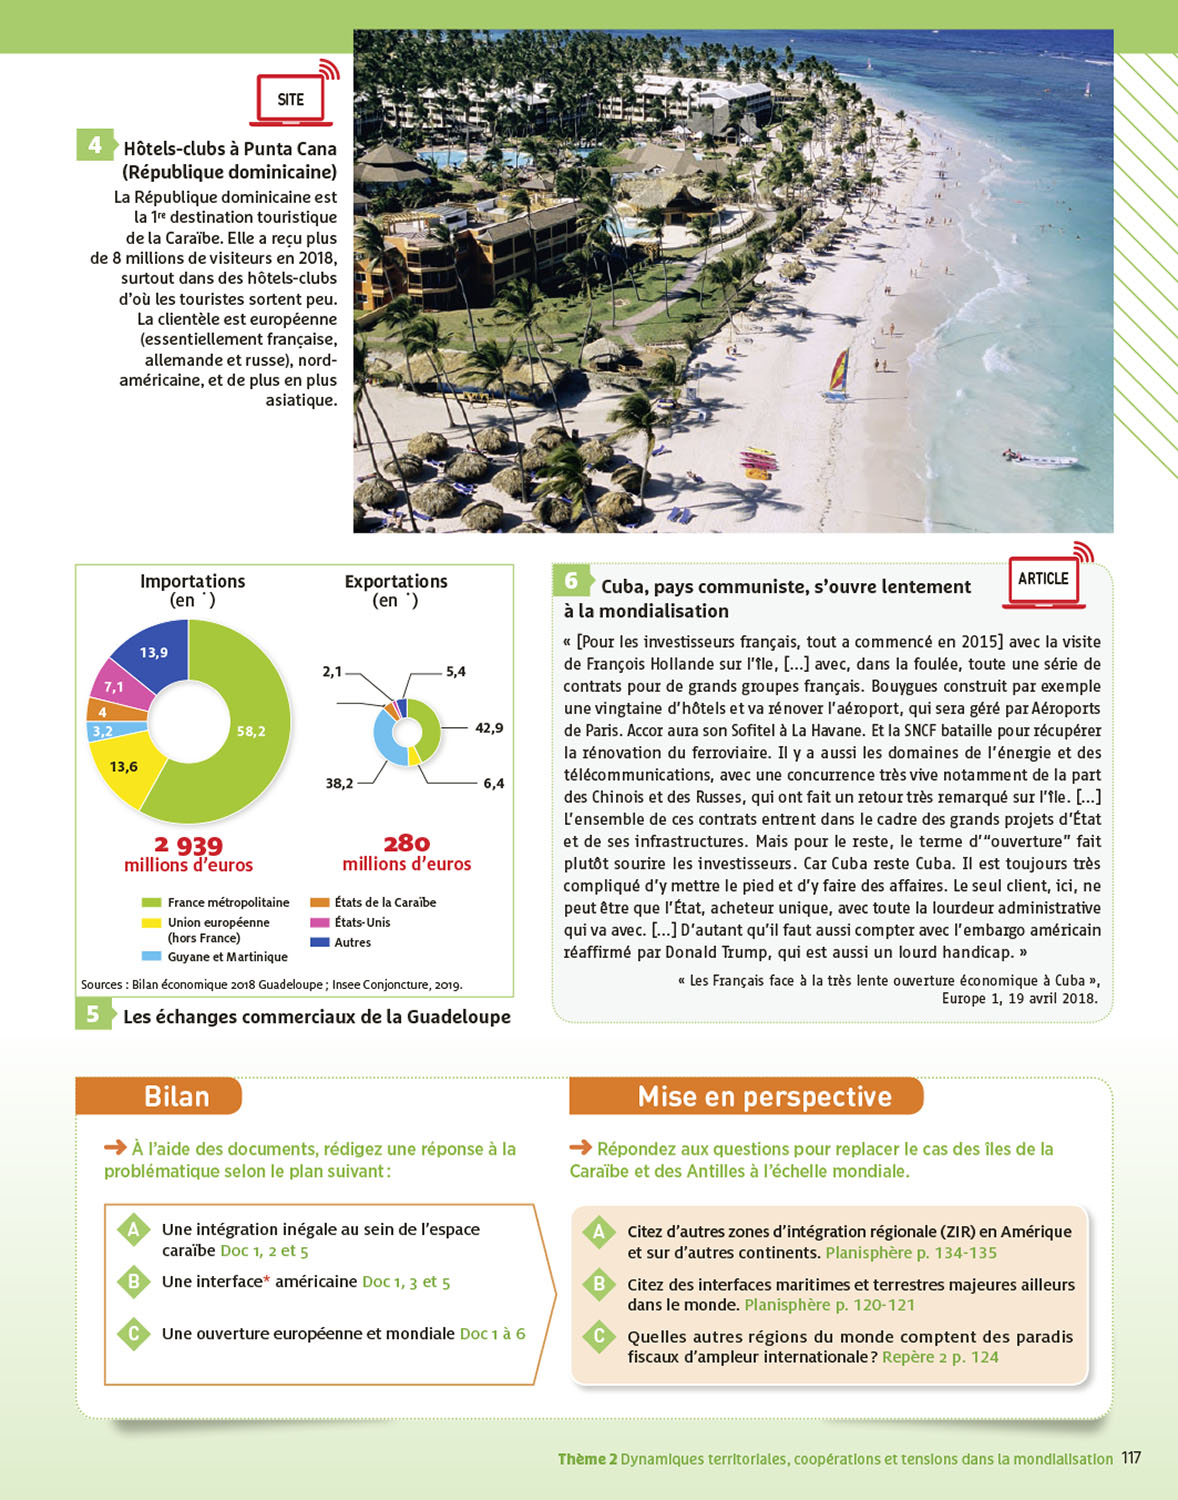 SITE
4 Hôtels-clubs à Punta Cana
(République dominicaine)
La République dominicaine est
la 1re destination touristique
de la Caraïbe. Elle a reçu plus
de 8 millions de visiteurs en 2018,
surtout dans des hôtels-clubs
d'où les touristes sortent peu.
La clientèle est européenne
(essentiellement française,
allemande et russe), nord-
américaine, et de plus en plus
asiatique.
Importations
(en ˙)
13,9
7,1
4
3,2
13,6
58,2
2 939
millions d'euros
Exportations
(en ˙)
2,1
5,4
42,9
38,2
6,4
280
millions d'euros
France métropolitaine
Union européenne
(hors France)
Guyane et Martinique
États de la Caraïbe
États-Unis
Autres
Sources : Bilan économique 2018 Guadeloupe ; Insee Conjoncture, 2019.
5 Les échanges commerciaux de la Guadeloupe
ARTICLE
6 Cuba, pays communiste, s'ouvre lentement
à la mondialisation
« [Pour les investisseurs français, tout a commencé en 2015] avec la visite
de François Hollande sur l'île, [...] avec, dans la foulée, toute une série de
contrats pour de grands groupes français. Bouygues construit par exemple
une vingtaine d'hôtels et va rénover l'aéroport, qui sera géré par Aéroports
de Paris. Accor aura son Sofitel à La Havane. Et la SNCF bataille pour récupérer
la rénovation du ferroviaire. Il y a aussi les domaines de l'énergie et des
télécommunications, avec une concurrence très vive notamment de la part
des Chinois et des Russes, qui ont fait un retour très remarqué sur l'île. [...]
L'ensemble de ces contrats entrent dans le cadre des grands projets d'État
et de ses infrastructures. Mais pour le reste, le terme d'“ouverture” fait
plutôt sourire les investisseurs. Car Cuba reste Cuba. Il est toujours très
compliqué d'y mettre le pied et d'y faire des affaires. Le seul client, ici, ne
peut être que l'État, acheteur unique, avec toute la lourdeur administrative
qui va avec. [...] D'autant qu'il faut aussi compter avec l'embargo américain
réaffirmé par Donald Trump, qui est aussi un lourd handicap. »
« Les Français face à la très lente ouverture économique à Cuba »,
Europe 1, 19 avril 2018.
Bilan
➔ À l'aide des documents, rédigez une réponse à la
problématique selon le plan suivant :
A Une intégration inégale au sein de l'espace
caraïbe Doc 1, 2 et 5
B Une interface* américaine Doc 1, 3 et 5
C Une ouverture européenne et mondiale Doc 1 à 6
Mise en perspective
➔ Répondez aux questions pour replacer le cas des îles de la
Caraïbe et des Antilles à l'échelle mondiale.
A Citez d'autres zones d'intégration régionale (ZIR) en Amérique
et sur d'autres continents. Planisphère p. 134-135
B Citez des interfaces maritimes et terrestres majeures ailleurs
dans le monde. Planisphère p. 120-121
C Quelles autres régions du monde comptent des paradis
fiscaux d'ampleur internationale ? Repère 2 p. 124
Thème 2 Dynamiques territoriales, coopérations et tensions dans la mondialisation 117